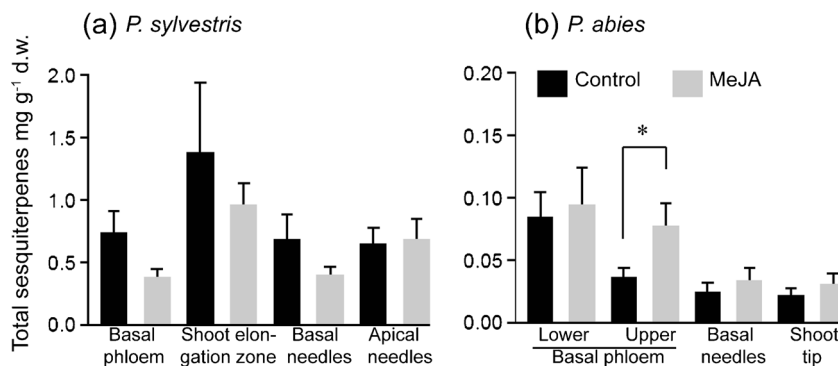 (a) P. sylvestris
Total sesquiterpenes mg g⁻¹ d.w.
2.0
1.5
1.0
0.5
0.0
Basal phloem
Shoot elon-gation zone
Basal needles
Apical needles
(b) P. abies
Control
MeJA
0.20
0.15
0.10
0.05
0.00
*
Lower
Upper
Basal phloem
Basal needles
Shoot tip